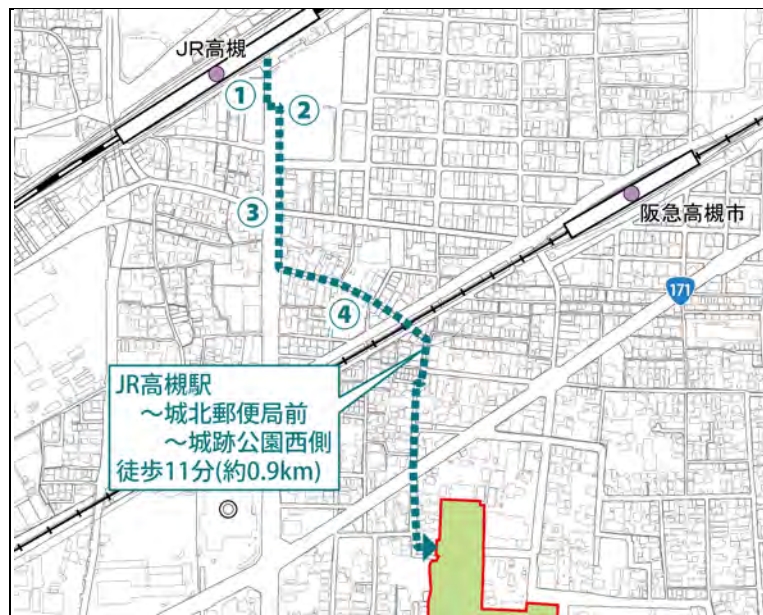 JR高槻
①
②
阪急高槻市
③
171
④
JR高槻駅
～城北郵便局前
～城跡公園西側
徒歩11分(約0.9km)